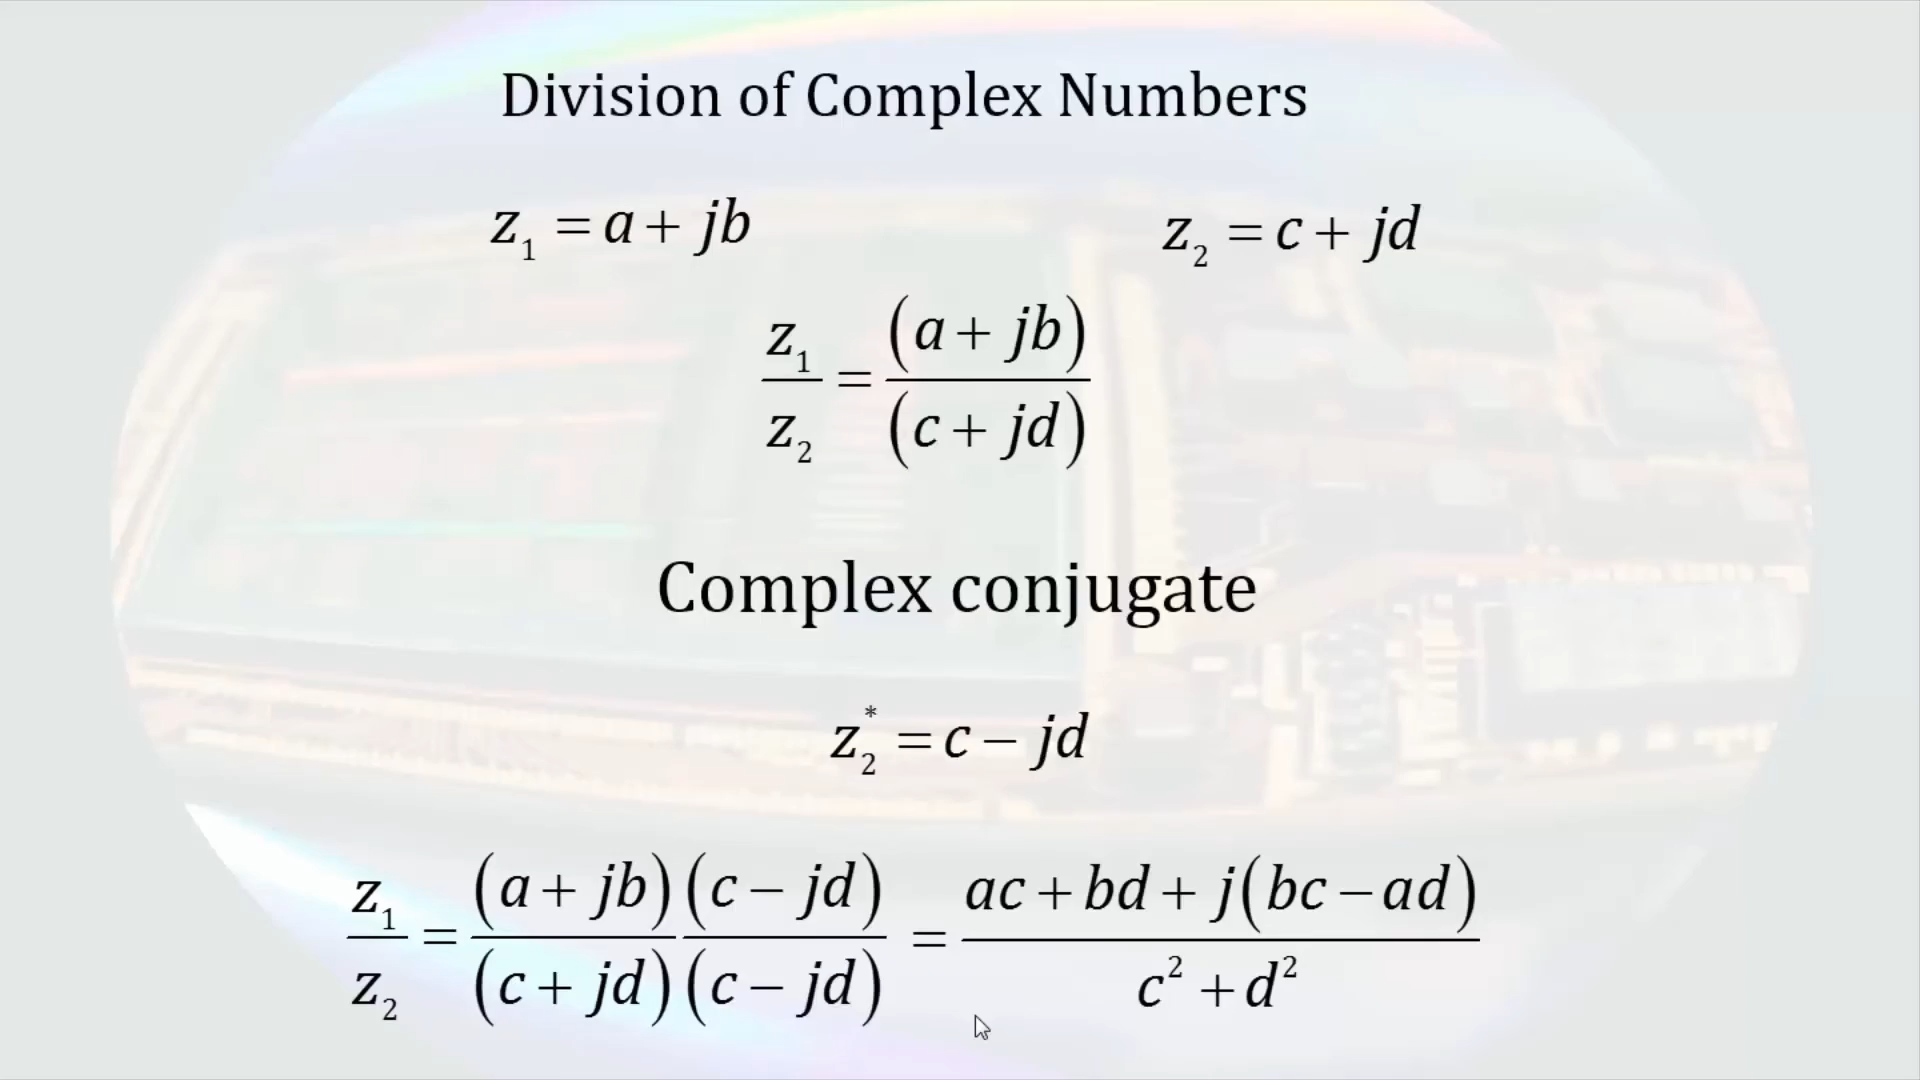 Division of Complex Numbers
z₁ = a + jb
z₂ = c + jd
z₁/z₂ = (a + jb)/(c + jd)
Complex conjugate
z₂* = c − jd
z₁/z₂ = (a + jb)(c − jd)/(c + jd)(c − jd) = ac + bd + j(bc − ad)/c² + d²